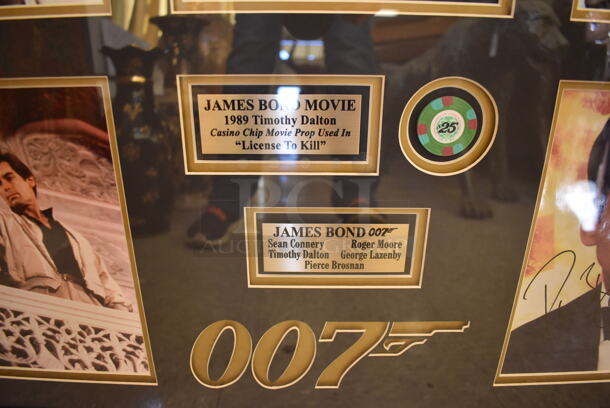 JAMES BOND MOVIE
1989 Timothy Dalton
Casino Chip Movie Prop Used In
"License To Kill"
$25
JAMES BOND 007
Sean Connery Roger Moore
Timothy Dalton George Lazenby
Pierce Brosnan
007